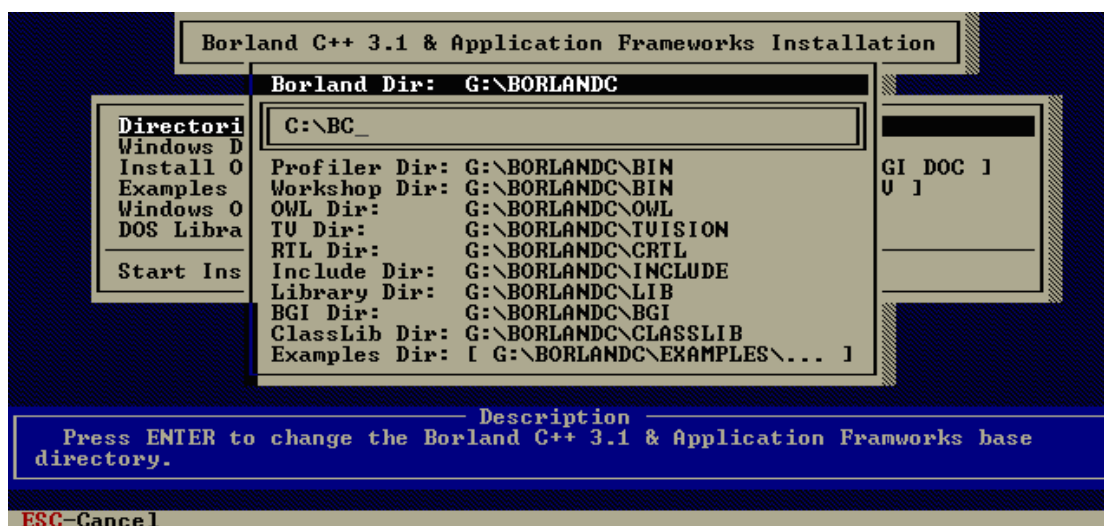 Borland C++ 3.1 & Application Frameworks Installation
Borland Dir: G:\BORLANDC
C:\BC_
Directori
Windows D
Install O
Examples
Windows O
DOS Libra
Start Ins
Profiler Dir: G:\BORLANDC\BIN
Workshop Dir: G:\BORLANDC\BIN
OWL Dir: G:\BORLANDC\OWL
TV Dir: G:\BORLANDC\TVISION
RTL Dir: G:\BORLANDC\CRTL
Include Dir: G:\BORLANDC\INCLUDE
Library Dir: G:\BORLANDC\LIB
BGI Dir: G:\BORLANDC\BGI
ClassLib Dir: G:\BORLANDC\CLASSLIB
Examples Dir: [ G:\BORLANDC\EXAMPLES\... ]
GI DOC ]
V ]
Description
Press ENTER to change the Borland C++ 3.1 & Application Framworks base
directory.
ESC-Cancel